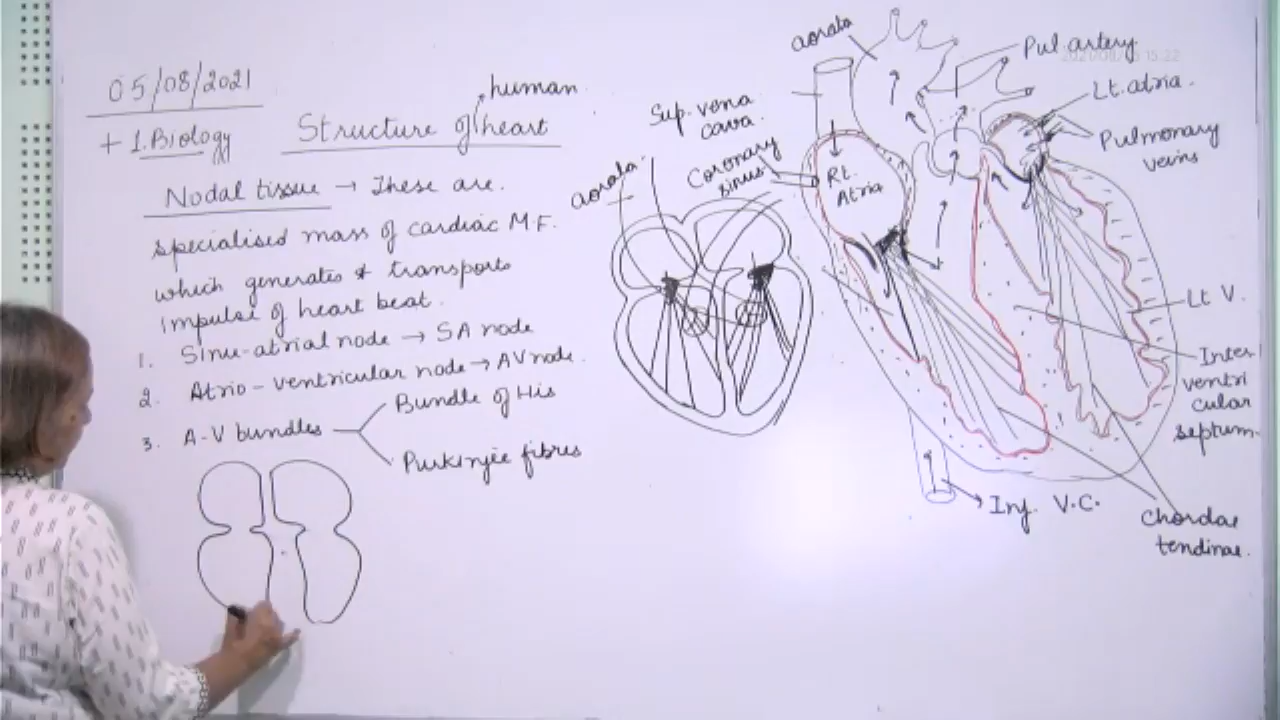 05/08/2021
+ 1. Biology
Structure of heart
human
Nodal tissue → These are.
specialised mass of cardiac M.F.
which generates & transports
impulse of heart beat.
1. Sinu-atrial node → SA node
2. Atrio-ventricular node → AV node.
3. A-V bundles
Bundle of His
Purkinjie fibres
aorata
Sup. vena
cava.
Coronary
sinus
aorata
Pul. artery
Lt. atria.
Pulmonary
veins
Rt.
Atria
Lt V.
Inter
ventri
cular
septum
Chordae
tendinae.
Inf. V.C.